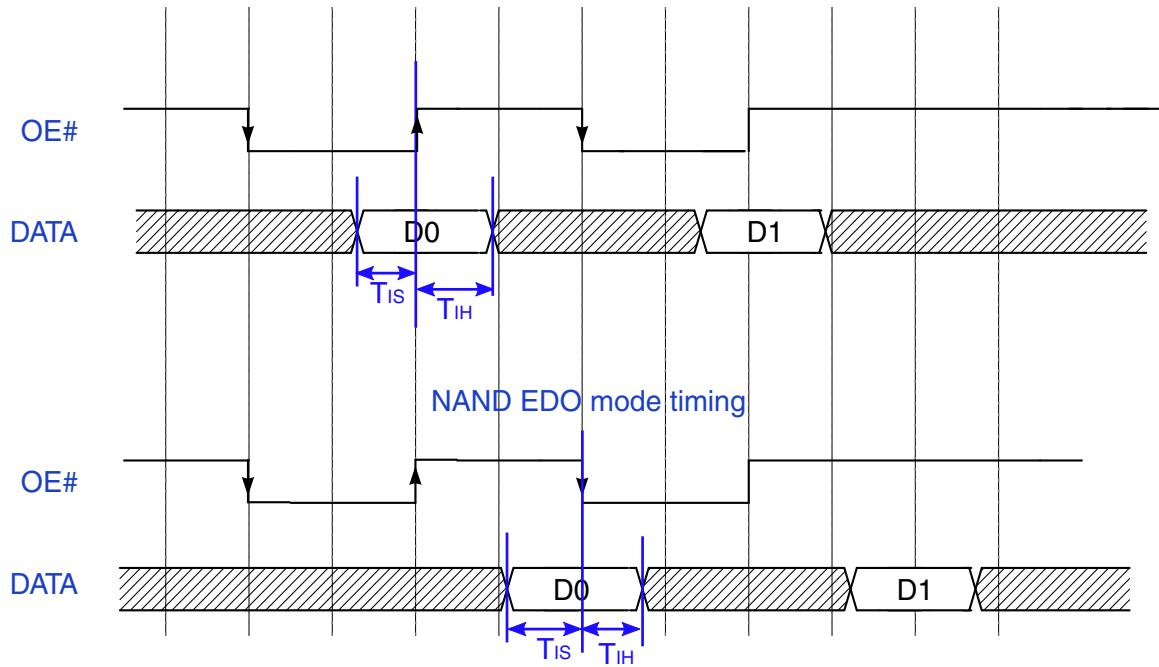 OE#
DATA D0 D1
TIS
TIH
NAND EDO mode timing
OE#
DATA D0 D1
TIS TIH